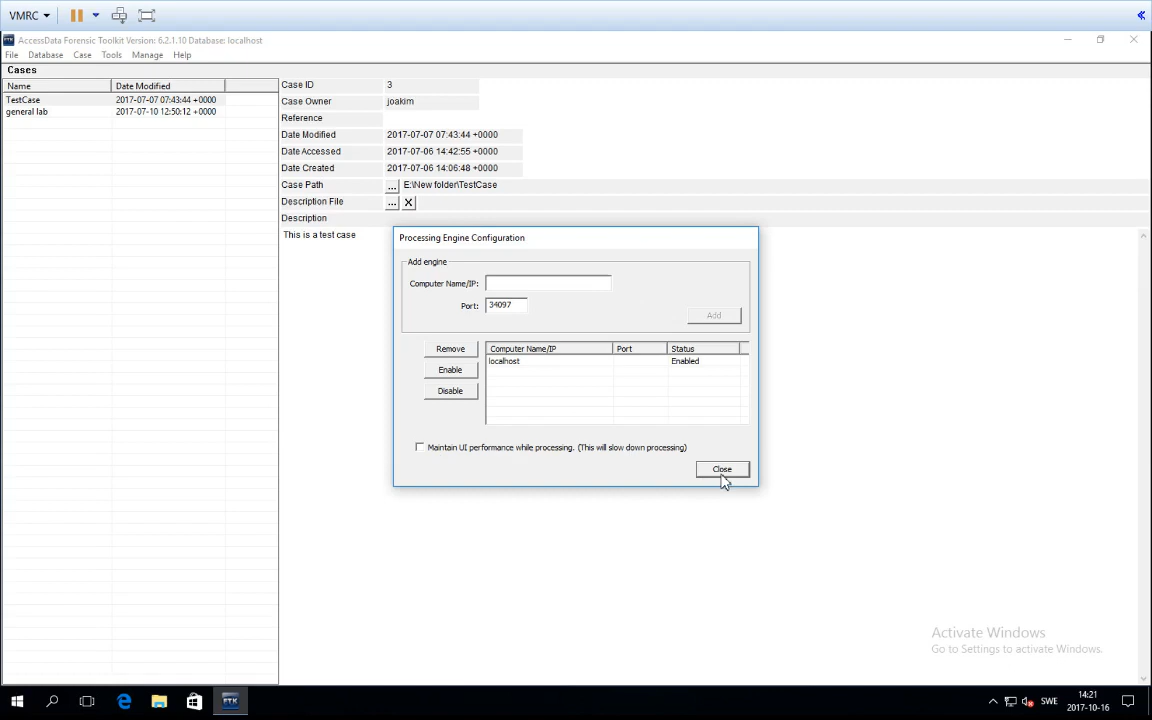 VMRC
AccessData Forensic Toolkit Version: 6.2.1.10 Database: localhost
File Database Case Tools Manage Help
Cases
Name Date Modified
TestCase 2017-07-07 07:43:44 +0000
general lab 2017-07-10 12:50:12 +0000
Case ID 3
Case Owner joakim
Reference
Date Modified 2017-07-07 07:43:44 +0000
Date Accessed 2017-07-06 14:42:55 +0000
Date Created 2017-07-06 14:06:48 +0000
Case Path ... E:\New folder\TestCase
Description File ... X
Description
This is a test case
Processing Engine Configuration
Add engine
Computer Name/IP:
Port: 34097
Add
Remove
Enable
Disable
Computer Name/IP Port Status
localhost Enabled
Maintain UI performance while processing. (This will slow down processing)
Close
Activate Windows
Go to Settings to activate Windows.
FTK
SWE
14:21
2017-10-16